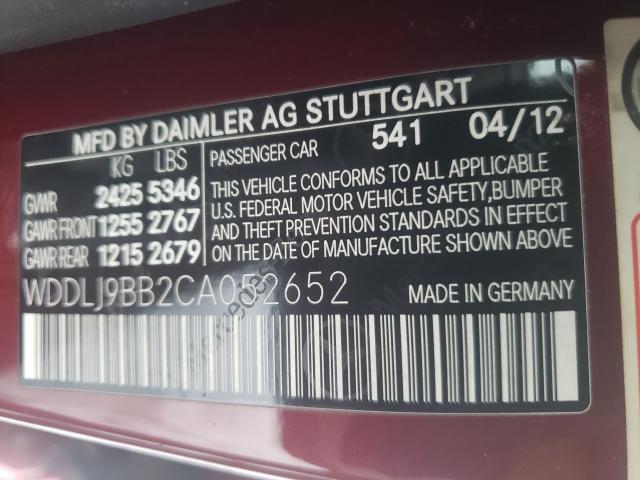 MFD BY DAIMLER AG STUTTGART
KG LBS
GVWR 2425 5346
GAWR FRONT 1255 2767
GAWR REAR 1215 2679
PASSENGER CAR 541 04/12
THIS VEHICLE CONFORMS TO ALL APPLICABLE
U.S. FEDERAL MOTOR VEHICLE SAFETY, BUMPER
AND THEFT PREVENTION STANDARDS IN EFFECT
ON THE DATE OF MANUFACTURE SHOWN ABOVE
WDDLJ9BB2CA052652 MADE IN GERMANY